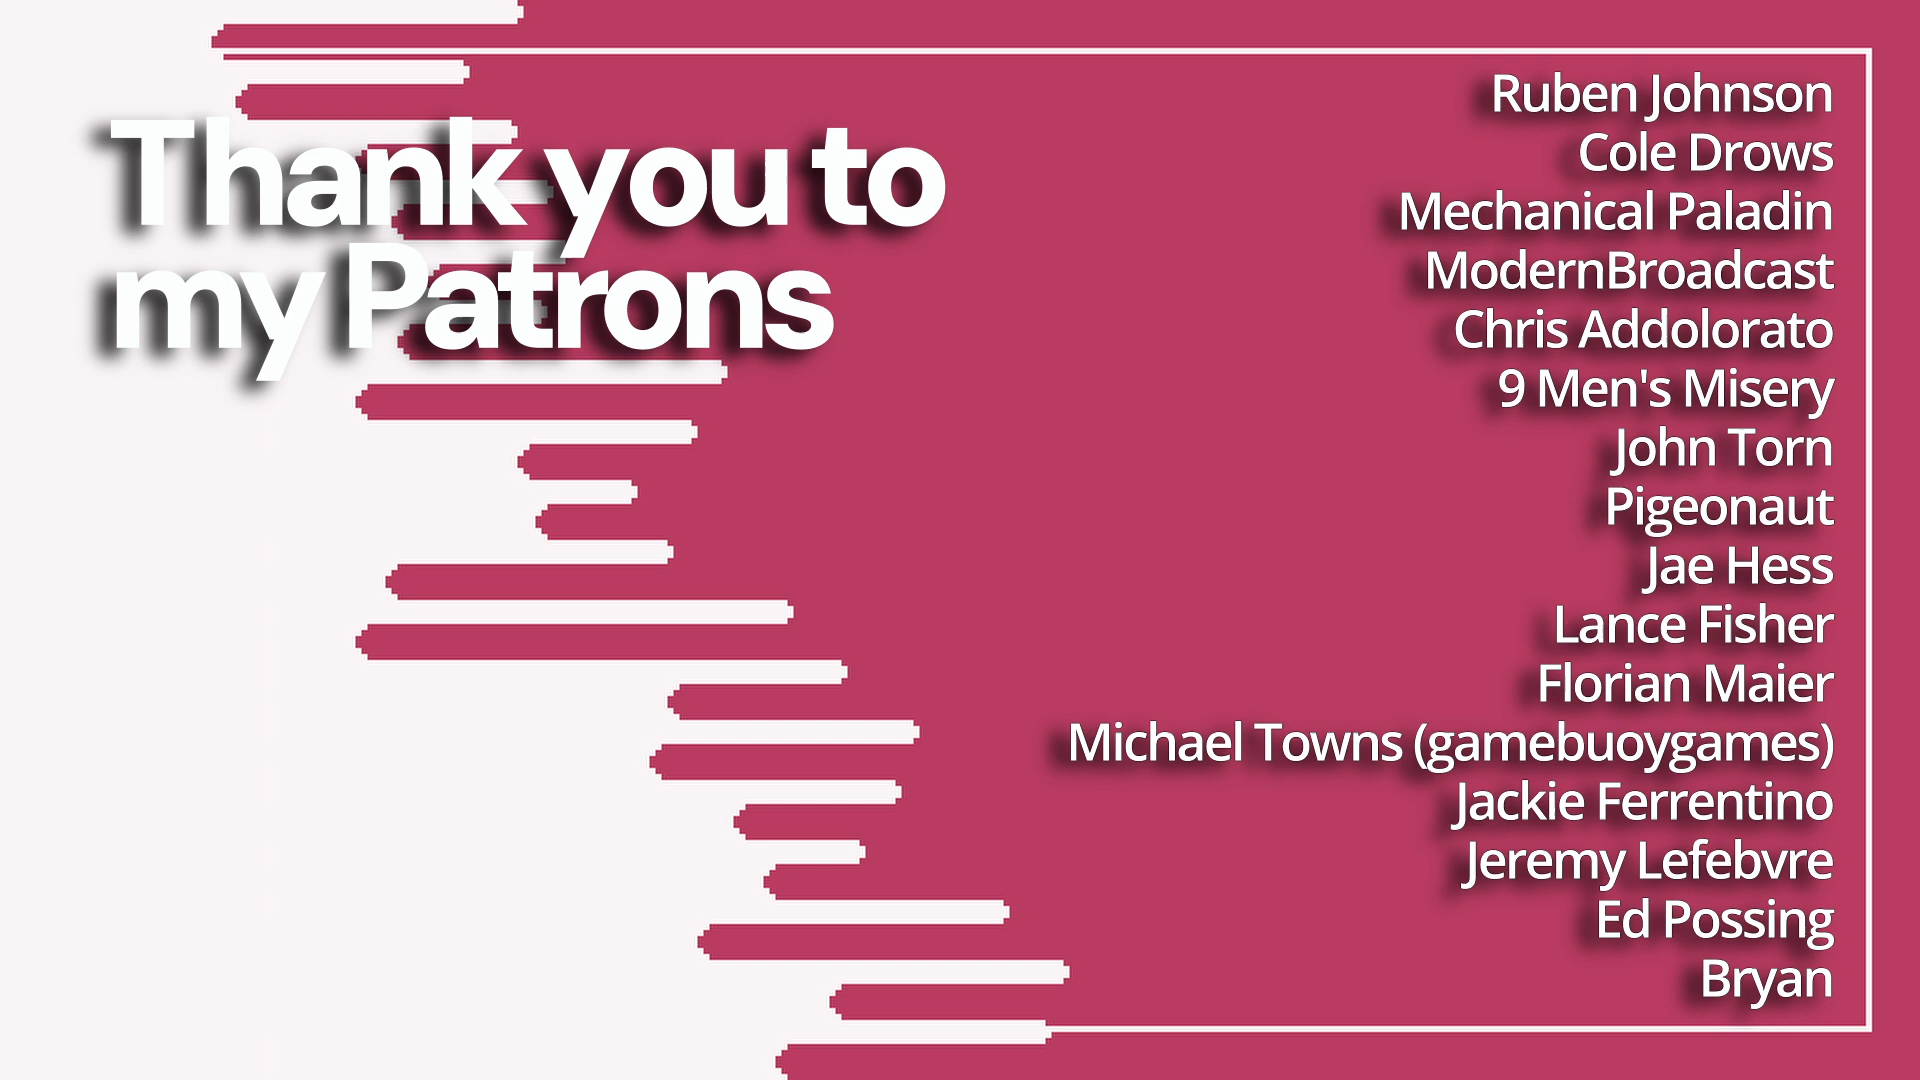 Thank you to
my Patrons
Ruben Johnson
Cole Drows
Mechanical Paladin
ModernBroadcast
Chris Addolorato
9 Men's Misery
John Torn
Pigeonaut
Jae Hess
Lance Fisher
Florian Maier
Michael Towns (gamebuoygames)
Jackie Ferrentino
Jeremy Lefebvre
Ed Possing
Bryan